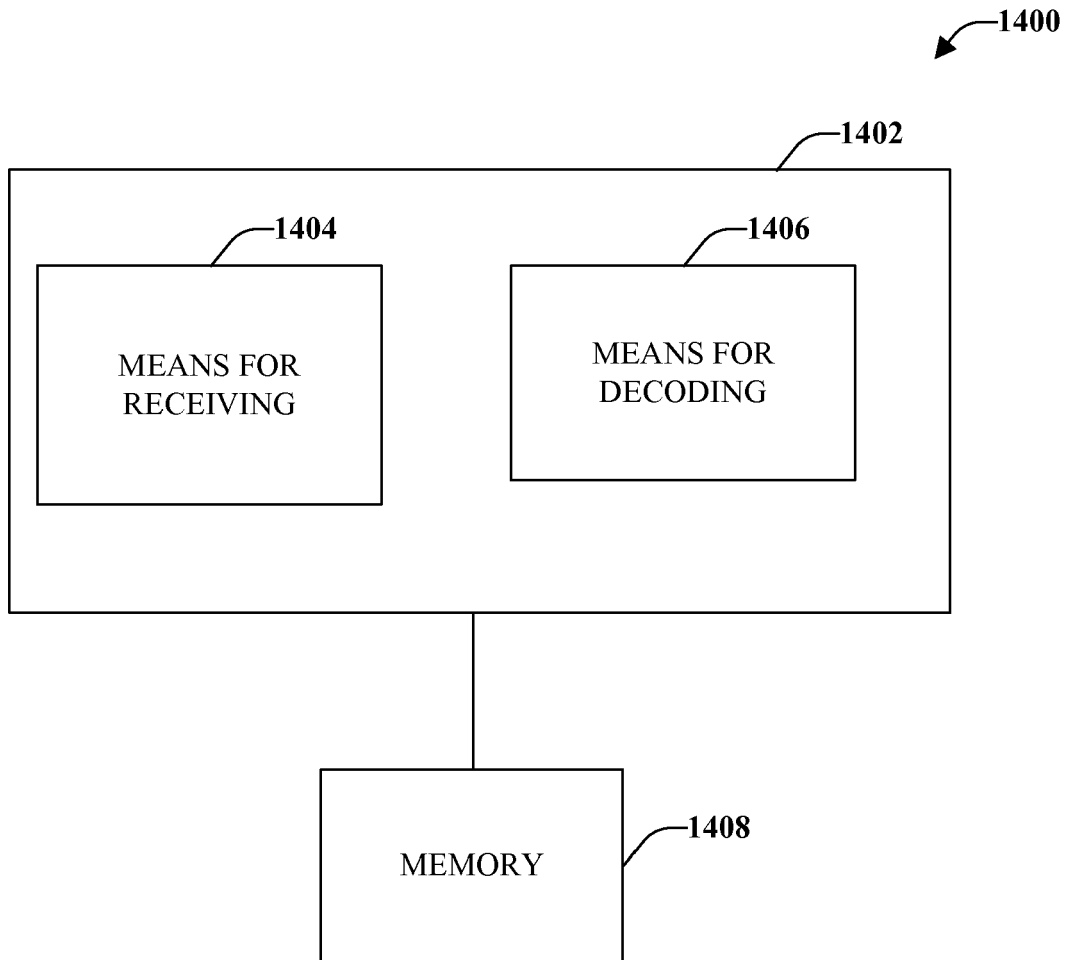 1400
1402
1404
1406
MEANS FOR
RECEIVING
MEANS FOR
DECODING
1408
MEMORY